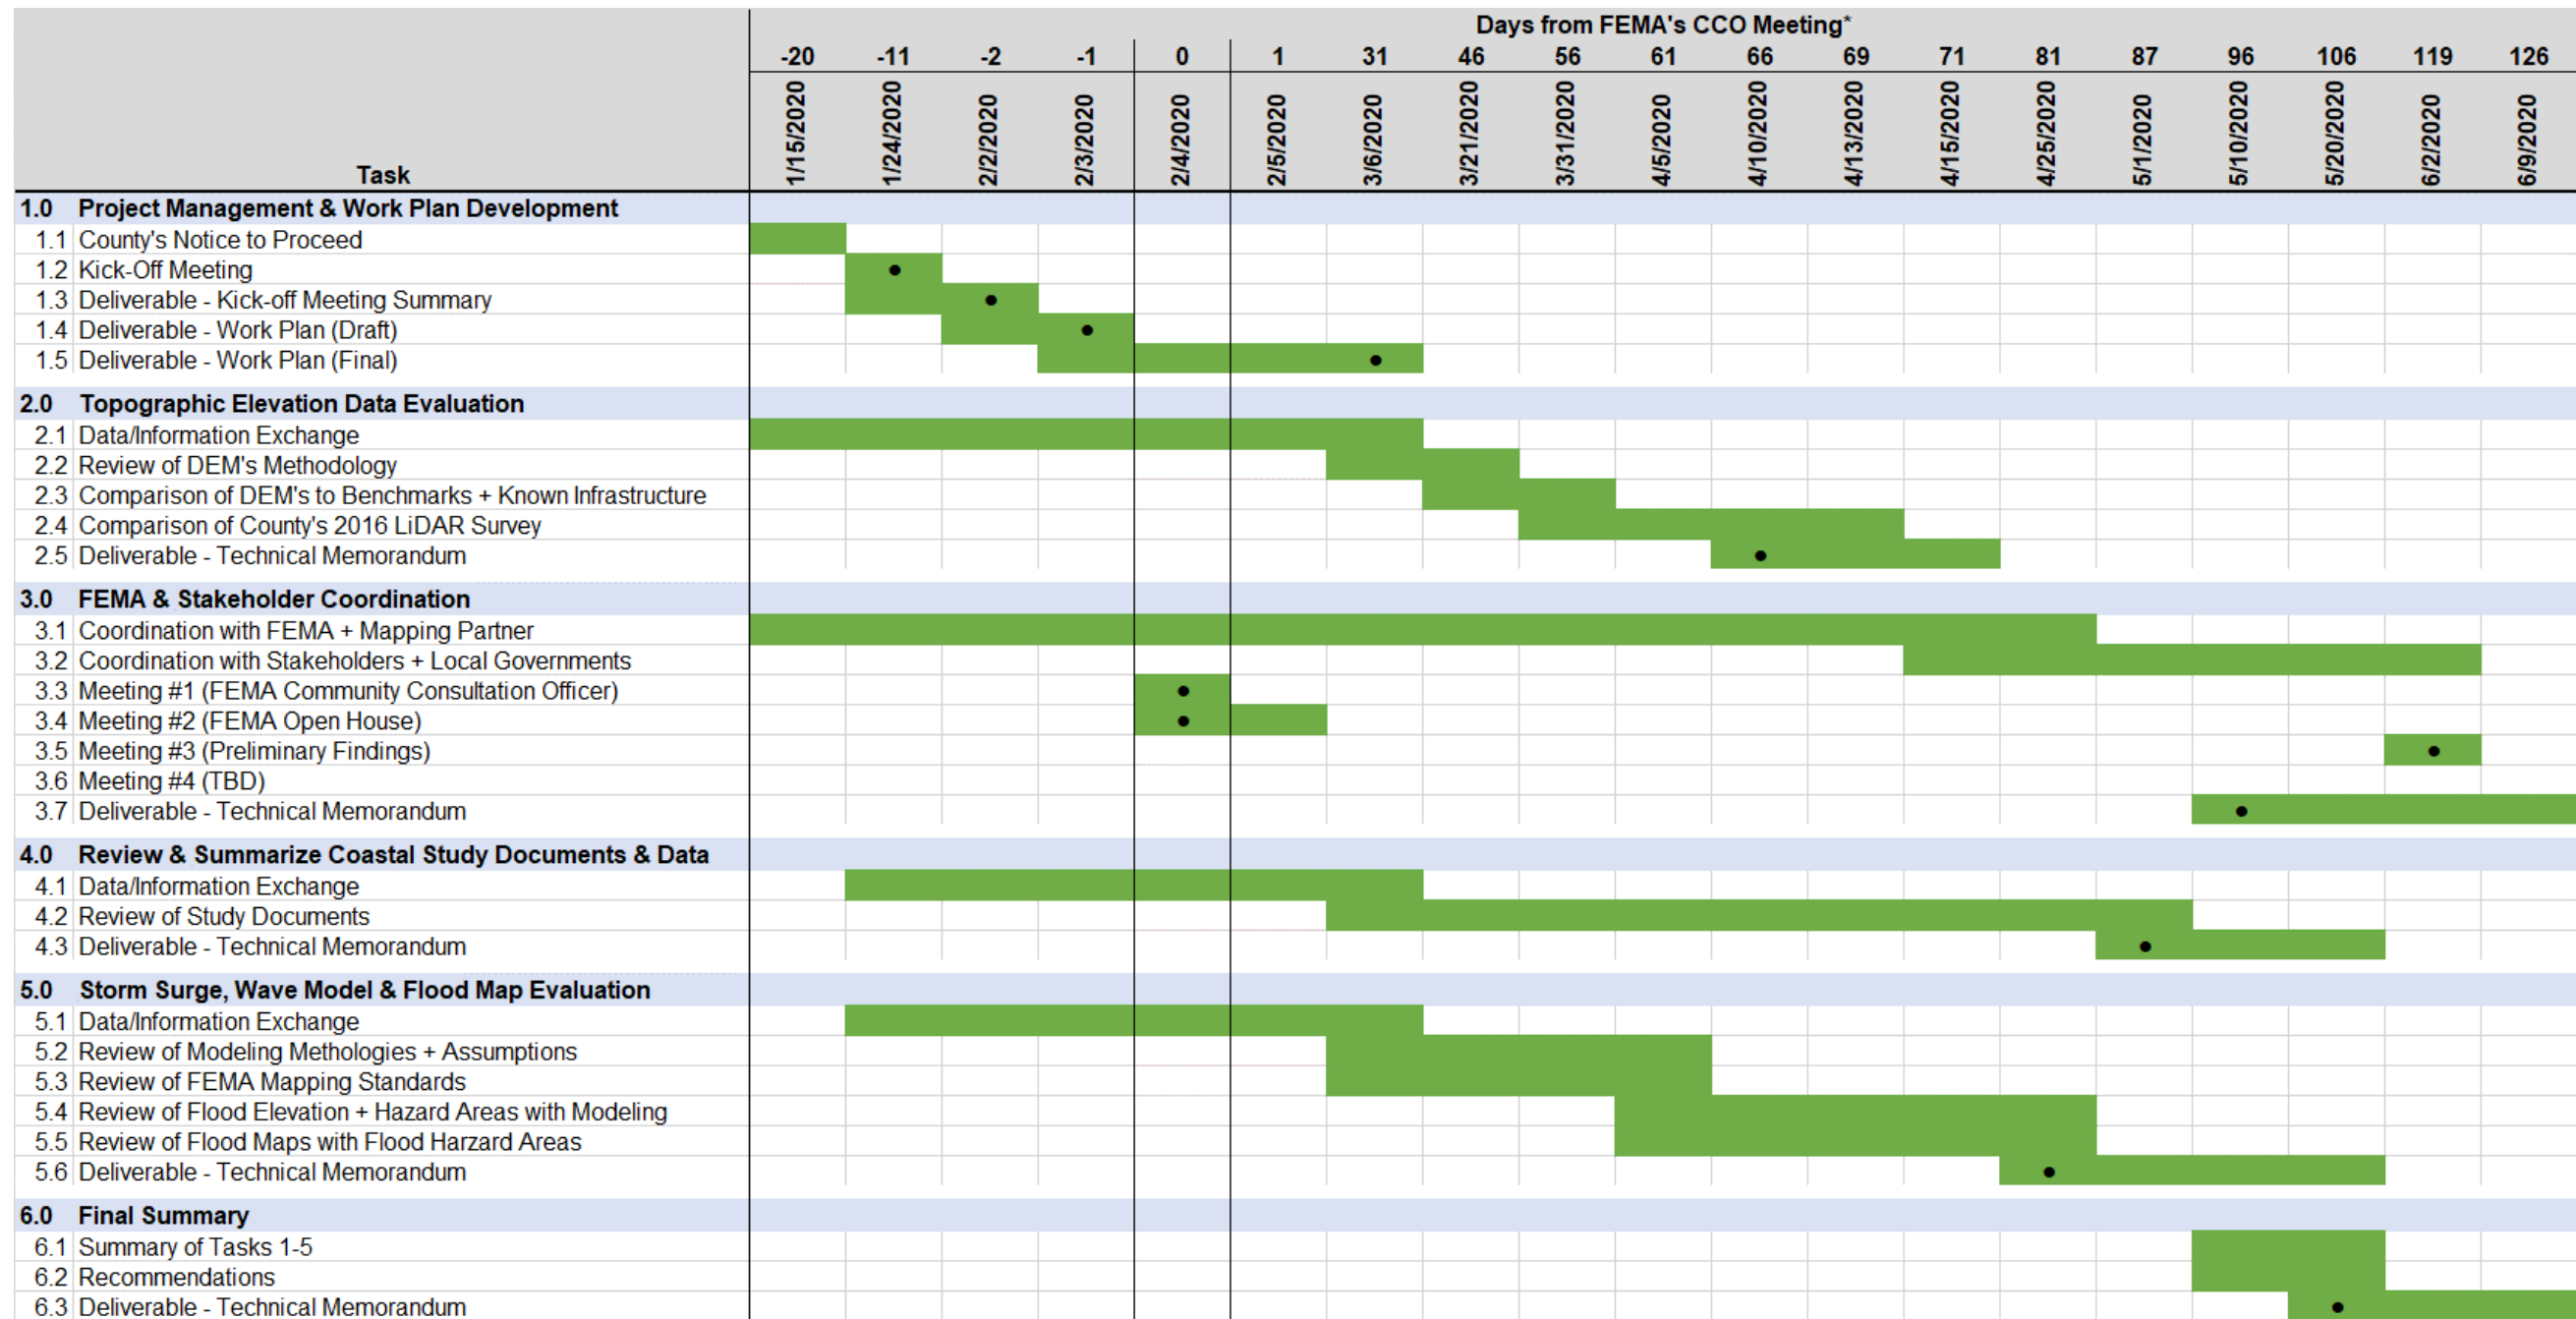 Days from FEMA's CCO Meeting*
-20 -11 -2 -1 0 1 31 46 56 61 66 69 71 81 87 96 106 119 126
Task 1/15/2020 1/24/2020 2/2/2020 2/3/2020 2/4/2020 2/5/2020 3/6/2020 3/21/2020 3/31/2020 4/5/2020 4/10/2020 4/13/2020 4/15/2020 4/25/2020 5/1/2020 5/10/2020 5/20/2020 6/2/2020 6/9/2020
1.0 Project Management & Work Plan Development
1.1 County's Notice to Proceed
1.2 Kick-Off Meeting
1.3 Deliverable - Kick-off Meeting Summary
1.4 Deliverable - Work Plan (Draft)
1.5 Deliverable - Work Plan (Final)
2.0 Topographic Elevation Data Evaluation
2.1 Data/Information Exchange
2.2 Review of DEM's Methodology
2.3 Comparison of DEM's to Benchmarks + Known Infrastructure
2.4 Comparison of County's 2016 LiDAR Survey
2.5 Deliverable - Technical Memorandum
3.0 FEMA & Stakeholder Coordination
3.1 Coordination with FEMA + Mapping Partner
3.2 Coordination with Stakeholders + Local Governments
3.3 Meeting #1 (FEMA Community Consultation Officer)
3.4 Meeting #2 (FEMA Open House)
3.5 Meeting #3 (Preliminary Findings)
3.6 Meeting #4 (TBD)
3.7 Deliverable - Technical Memorandum
4.0 Review & Summarize Coastal Study Documents & Data
4.1 Data/Information Exchange
4.2 Review of Study Documents
4.3 Deliverable - Technical Memorandum
5.0 Storm Surge, Wave Model & Flood Map Evaluation
5.1 Data/Information Exchange
5.2 Review of Modeling Methologies + Assumptions
5.3 Review of FEMA Mapping Standards
5.4 Review of Flood Elevation + Hazard Areas with Modeling
5.5 Review of Flood Maps with Flood Harzard Areas
5.6 Deliverable - Technical Memorandum
6.0 Final Summary
6.1 Summary of Tasks 1-5
6.2 Recommendations
6.3 Deliverable - Technical Memorandum